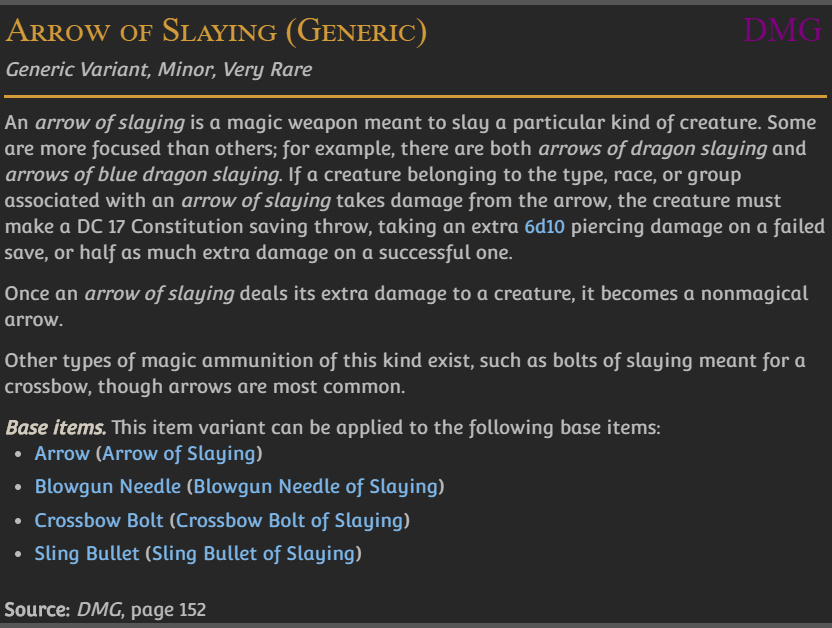 Arrow of Slaying (Generic) DMG
Generic Variant, Minor, Very Rare
An arrow of slaying is a magic weapon meant to slay a particular kind of creature. Some
are more focused than others; for example, there are both arrows of dragon slaying and
arrows of blue dragon slaying. If a creature belonging to the type, race, or group
associated with an arrow of slaying takes damage from the arrow, the creature must
make a DC 17 Constitution saving throw, taking an extra 6d10 piercing damage on a failed
save, or half as much extra damage on a successful one.
Once an arrow of slaying deals its extra damage to a creature, it becomes a nonmagical
arrow.
Other types of magic ammunition of this kind exist, such as bolts of slaying meant for a
crossbow, though arrows are most common.
Base items. This item variant can be applied to the following base items:
• Arrow (Arrow of Slaying)
• Blowgun Needle (Blowgun Needle of Slaying)
• Crossbow Bolt (Crossbow Bolt of Slaying)
• Sling Bullet (Sling Bullet of Slaying)
Source: DMG, page 152